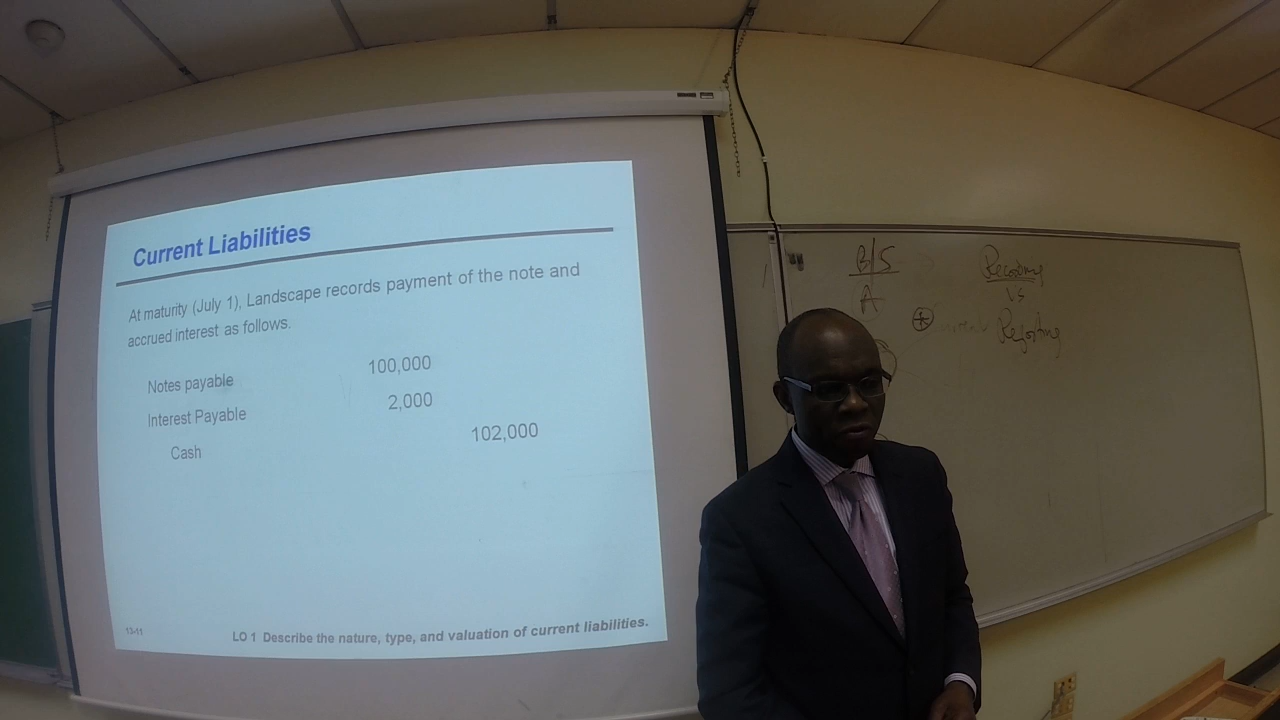 Current Liabilities
At maturity (July 1), Landscape records payment of the note and
accrued interest as follows.
Notes payable 100,000
Interest Payable 2,000
Cash 102,000
13-11 LO 1 Describe the nature, type, and valuation of current liabilities.
B/S
A
Recording
vs
Reporting